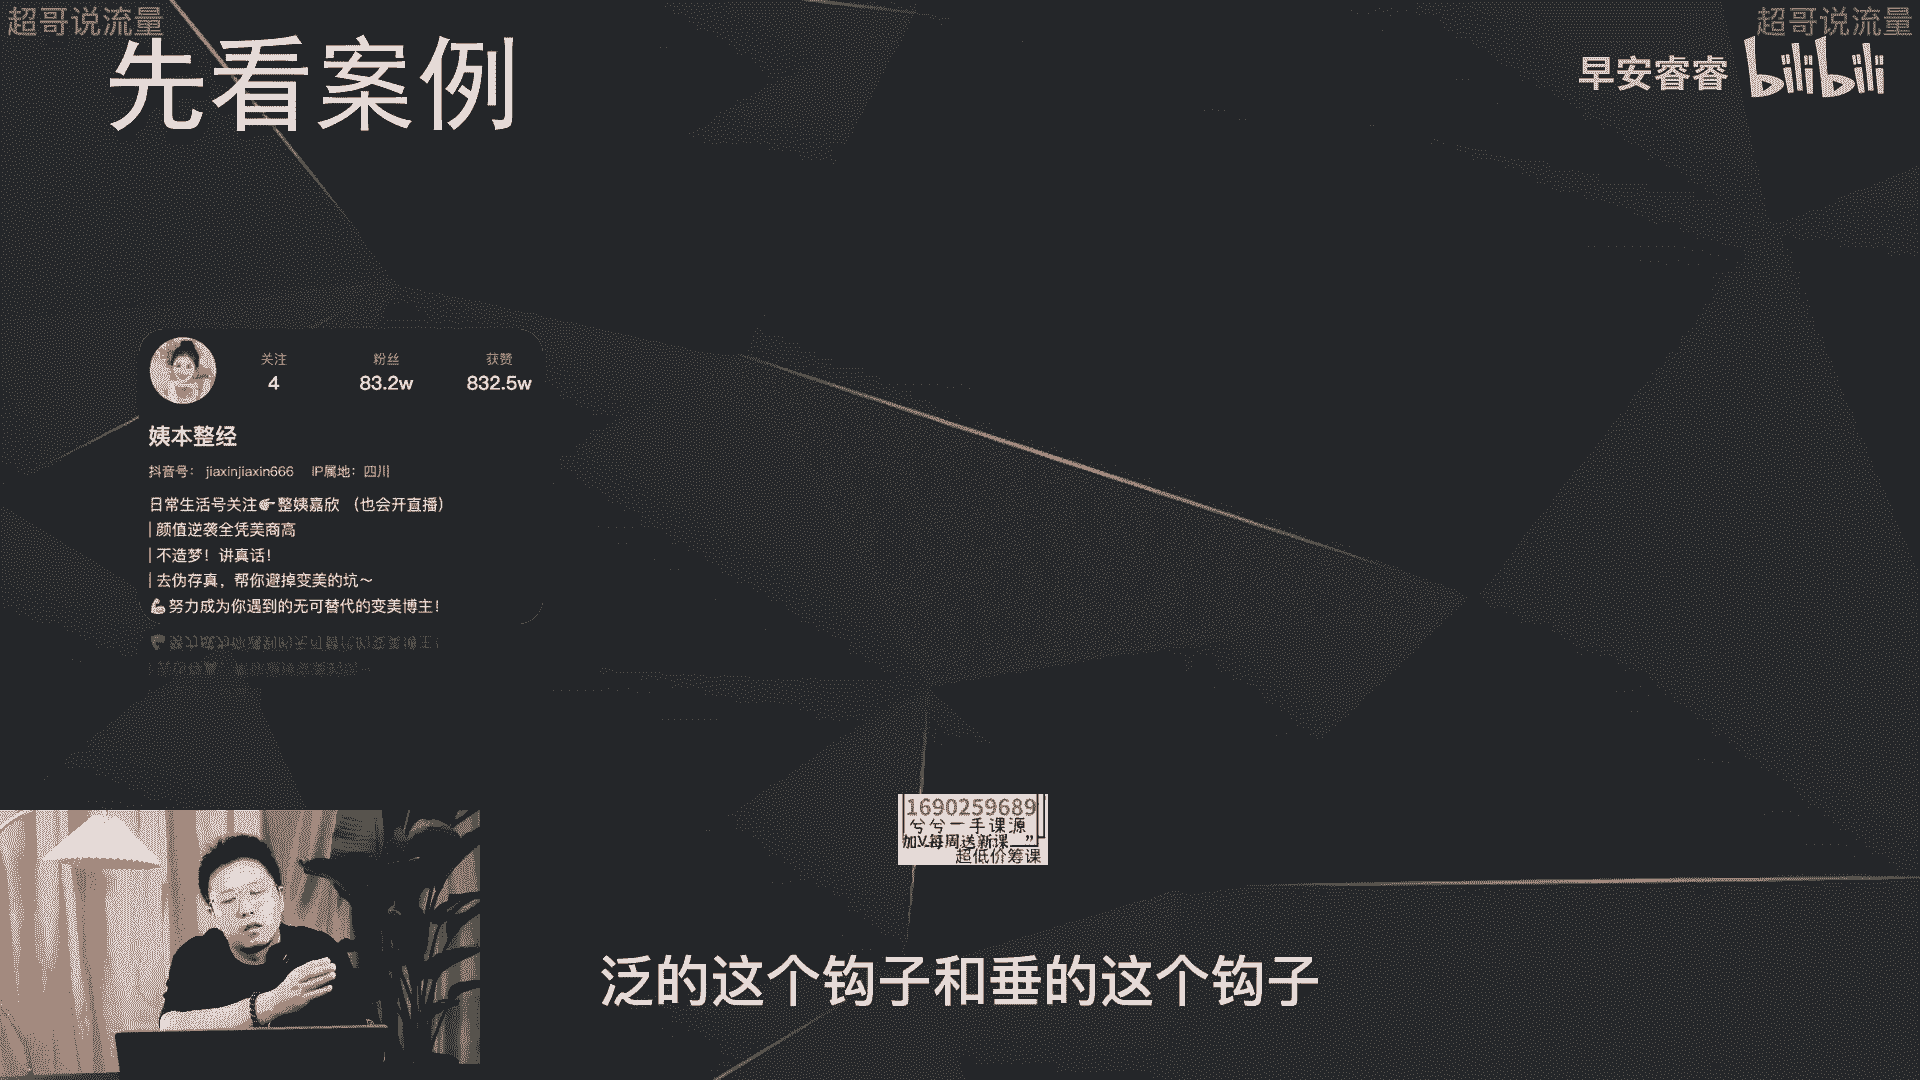 超哥说流量
超哥说流量
先看案例
早安睿睿 bilibili
关注 粉丝 获赞
4 83.2w 832.5w
姨本整经
抖音号： jiaxinjiaxin666 IP属地：四川
日常生活号关注👉整姨嘉欣 （也会开直播）
| 颜值逆袭全凭美商高
| 不造梦！讲真话！
| 去伪存真，帮你避掉变美的坑～
💪努力成为你遇到的无可替代的变美博主！
1690259689
兮兮一手课源
加V每周送新课
超低价筹课
泛的这个钩子和垂的这个钩子